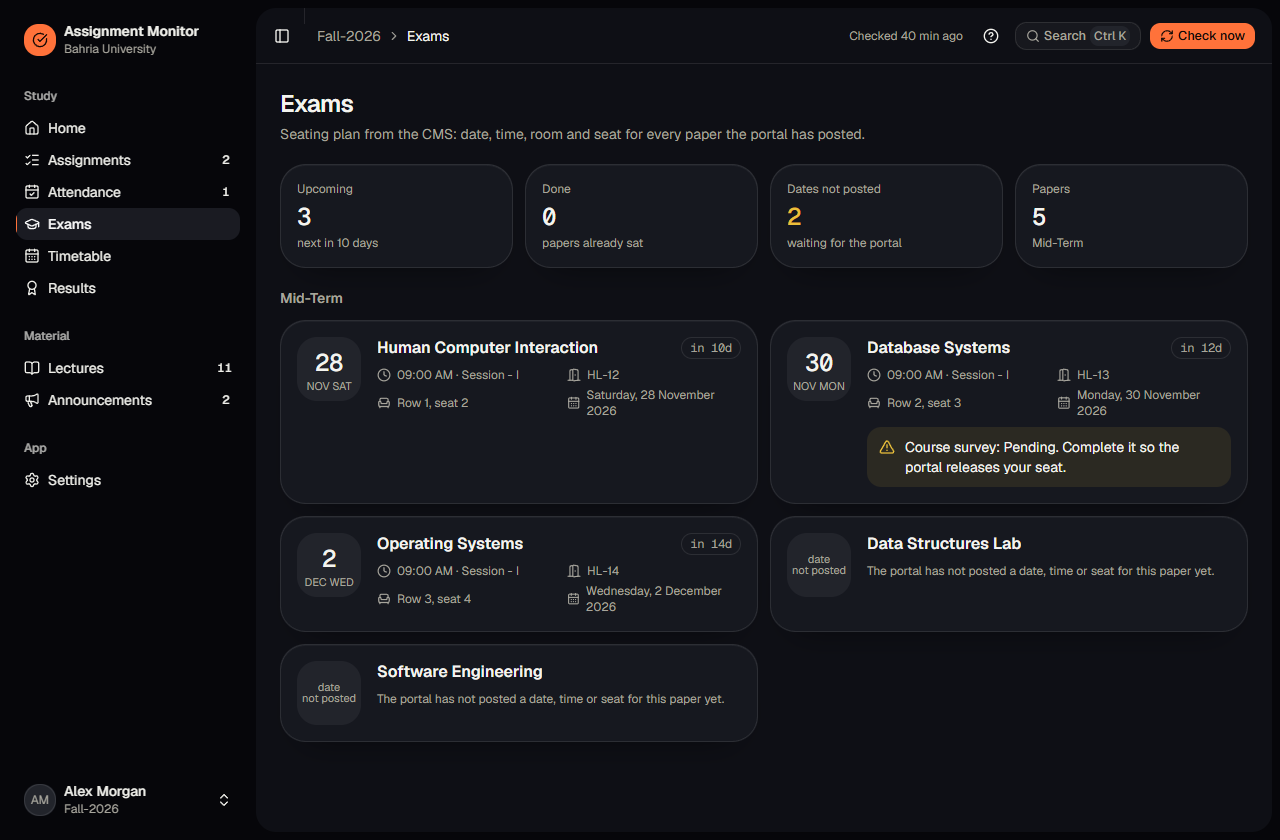 Assignment Monitor
Bahria University
Study
Home
Assignments 2
Attendance 1
Exams
Timetable
Results
Material
Lectures 11
Announcements 2
App
Settings
AM
Alex Morgan
Fall-2026
Fall-2026 > Exams
Checked 40 min ago
Search Ctrl K
Check now
Exams
Seating plan from the CMS: date, time, room and seat for every paper the portal has posted.
Upcoming
3
next in 10 days
Done
0
papers already sat
Dates not posted
2
waiting for the portal
Papers
5
Mid-Term
Mid-Term
28
NOV SAT
Human Computer Interaction
in 10d
09:00 AM · Session - I
HL-12
Row 1, seat 2
Saturday, 28 November
2026
30
NOV MON
Database Systems
in 12d
09:00 AM · Session - I
HL-13
Row 2, seat 3
Monday, 30 November
2026
Course survey: Pending. Complete it so the
portal releases your seat.
2
DEC WED
Operating Systems
in 14d
09:00 AM · Session - I
HL-14
Row 3, seat 4
Wednesday, 2 December
2026
date
not posted
Data Structures Lab
The portal has not posted a date, time or seat for this paper yet.
date
not posted
Software Engineering
The portal has not posted a date, time or seat for this paper yet.